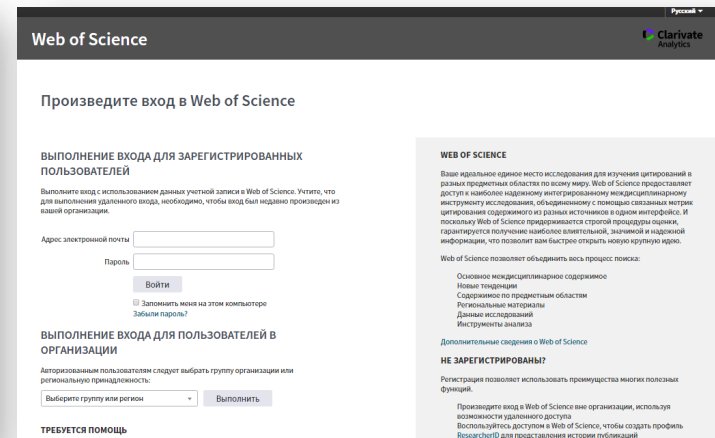 Русский
Web of Science
Clarivate
Analytics
Произведите вход в Web of Science
ВЫПОЛНЕНИЕ ВХОДА ДЛЯ ЗАРЕГИСТРИРОВАННЫХ
ПОЛЬЗОВАТЕЛЕЙ
Выполните вход с использованием данных учетной записи в Web of Science. Учтите, что
для выполнения удаленного входа, необходимо, чтобы вход был недавно произведен из
вашей организации.
Адрес электронной почты
Пароль
Войти
Запомнить меня на этом компьютере
Забыли пароль?
ВЫПОЛНЕНИЕ ВХОДА ДЛЯ ПОЛЬЗОВАТЕЛЕЙ В
ОРГАНИЗАЦИИ
Авторизованным пользователям следует выбрать группу организации или
региональную принадлежность:
Выберите группу или регион
Выполнить
ТРЕБУЕТСЯ ПОМОЩЬ
WEB OF SCIENCE
Ваше идеальное единое место исследования для изучения цитирований в
разных предметных областях по всему миру. Web of Science предоставляет
доступ к наиболее надежному интегрированному междисциплинарному
инструменту исследования, объединенному с помощью связанных метрик
цитирования содержимого из разных источников в одном интерфейсе. И
поскольку Web of Science придерживается строгой процедуры оценки,
гарантируется получение наиболее влиятельной, значимой и надежной
информации, что позволит вам быстрее открыть новую крупную идею.
Web of Science позволяет объединить весь процесс поиска:
Основное междисциплинарное содержимое
Новые тенденции
Содержимое по предметным областям
Региональные материалы
Данные исследований
Инструменты анализа
Дополнительные сведения о Web of Science
НЕ ЗАРЕГИСТРИРОВАНЫ?
Регистрация позволяет использовать преимущества многих полезных
функций.
Произведите вход в Web of Science вне организации, используя
возможности удаленного доступа
Воспользуйтесь доступом в Web of Science, чтобы создать профиль
ResearcherID для представления истории публикаций